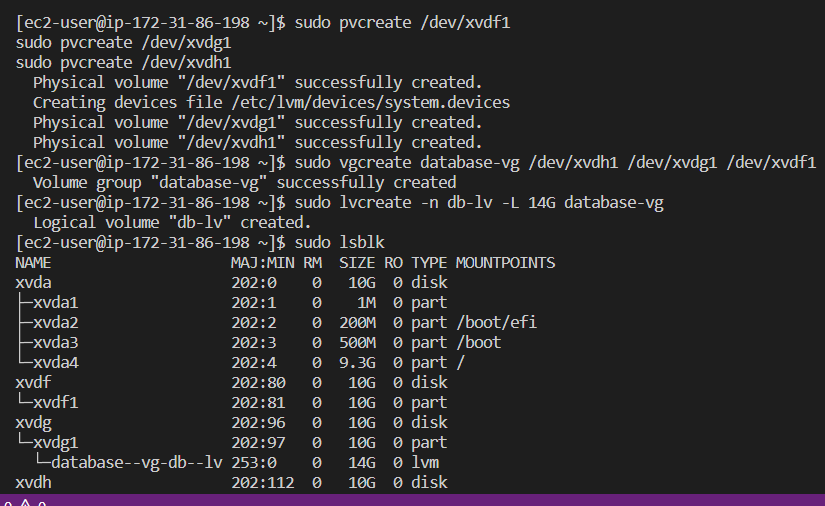 [ec2-user@ip-172-31-86-198 ~]$ sudo pvcreate /dev/xvdf1
sudo pvcreate /dev/xvdg1
sudo pvcreate /dev/xvdh1
  Physical volume "/dev/xvdf1" successfully created.
  Creating devices file /etc/lvm/devices/system.devices
  Physical volume "/dev/xvdg1" successfully created.
  Physical volume "/dev/xvdh1" successfully created.
[ec2-user@ip-172-31-86-198 ~]$ sudo vgcreate database-vg /dev/xvdh1 /dev/xvdg1 /dev/xvdf1
  Volume group "database-vg" successfully created
[ec2-user@ip-172-31-86-198 ~]$ sudo lvcreate -n db-lv -L 14G database-vg
  Logical volume "db-lv" created.
[ec2-user@ip-172-31-86-198 ~]$ sudo lsblk
NAME                    MAJ:MIN RM  SIZE RO TYPE MOUNTPOINTS
xvda                    202:0    0   10G  0 disk
├─xvda1                 202:1    0    1M  0 part
├─xvda2                 202:2    0  200M  0 part /boot/efi
├─xvda3                 202:3    0  500M  0 part /boot
└─xvda4                 202:4    0  9.3G  0 part /
xvdf                    202:80   0   10G  0 disk
└─xvdf1                 202:81   0   10G  0 part
xvdg                    202:96   0   10G  0 disk
└─xvdg1                 202:97   0   10G  0 part
  └─database--vg-db--lv 253:0    0   14G  0 lvm
xvdh                    202:112  0   10G  0 disk